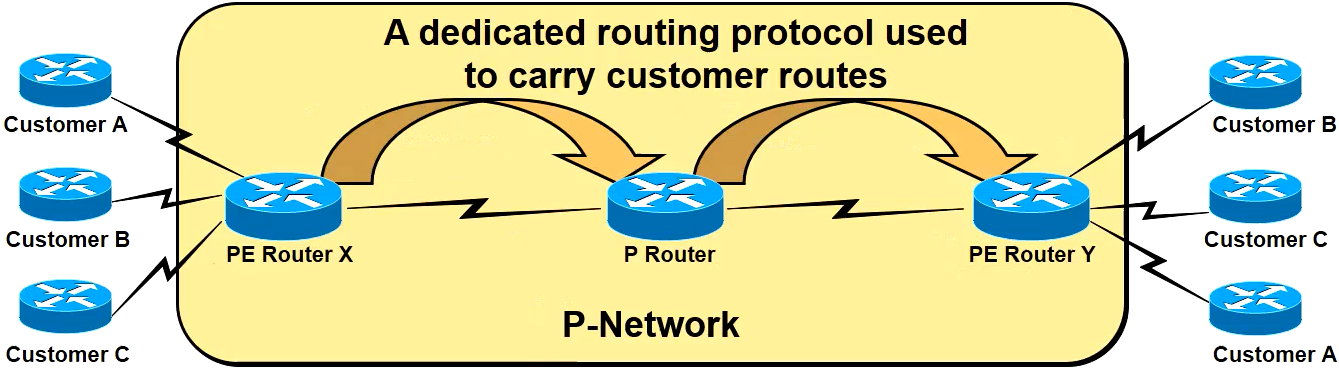 A dedicated routing protocol used
to carry customer routes
Customer A
Customer B
Customer C
PE Router X
P Router
PE Router Y
Customer B
Customer C
Customer A
P-Network